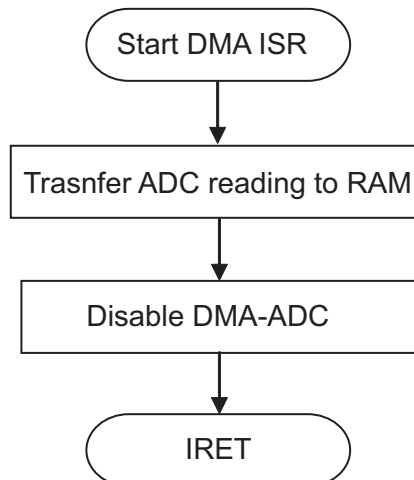 Start DMA ISR
Trasnfer ADC reading to RAM
Disable DMA-ADC
IRET